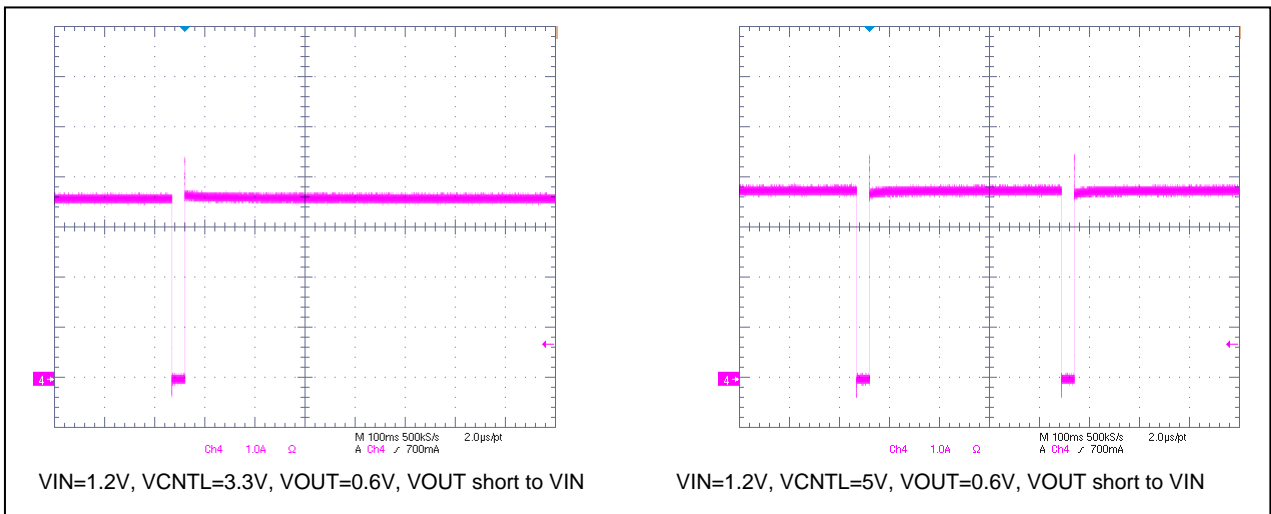 4
M 100ms 500kS/s 2.0µs/pt
Ch4 1.0A Ω A Ch4 ∕ 700mA
VIN=1.2V, VCNTL=3.3V, VOUT=0.6V, VOUT short to VIN
4
M 100ms 500kS/s 2.0µs/pt
Ch4 1.0A Ω A Ch4 ∕ 700mA
VIN=1.2V, VCNTL=5V, VOUT=0.6V, VOUT short to VIN